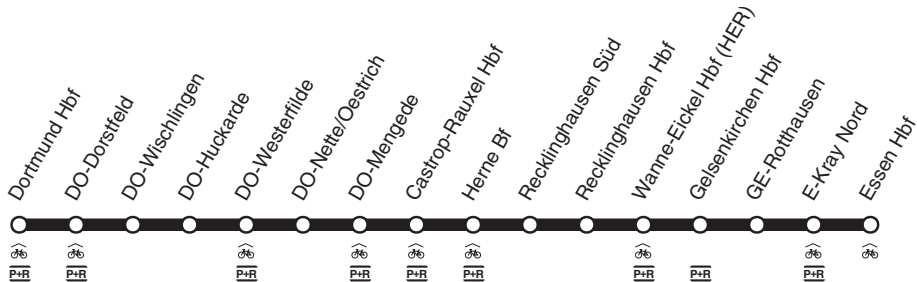 Dortmund Hbf
DO-Dorstfeld
DO-Wischlingen
DO-Huckarde
DO-Westerfilde
DO-Nette/Oestrich
DO-Mengede
Castrop-Rauxel Hbf
Herne Bf
Recklinghausen Süd
Recklinghausen Hbf
Wanne-Eickel Hbf (HER)
Gelsenkirchen Hbf
GE-Rotthausen
E-Kray Nord
Essen Hbf
P+R
P+R
P+R
P+R
P+R
P+R
P+R
P+R
P+R